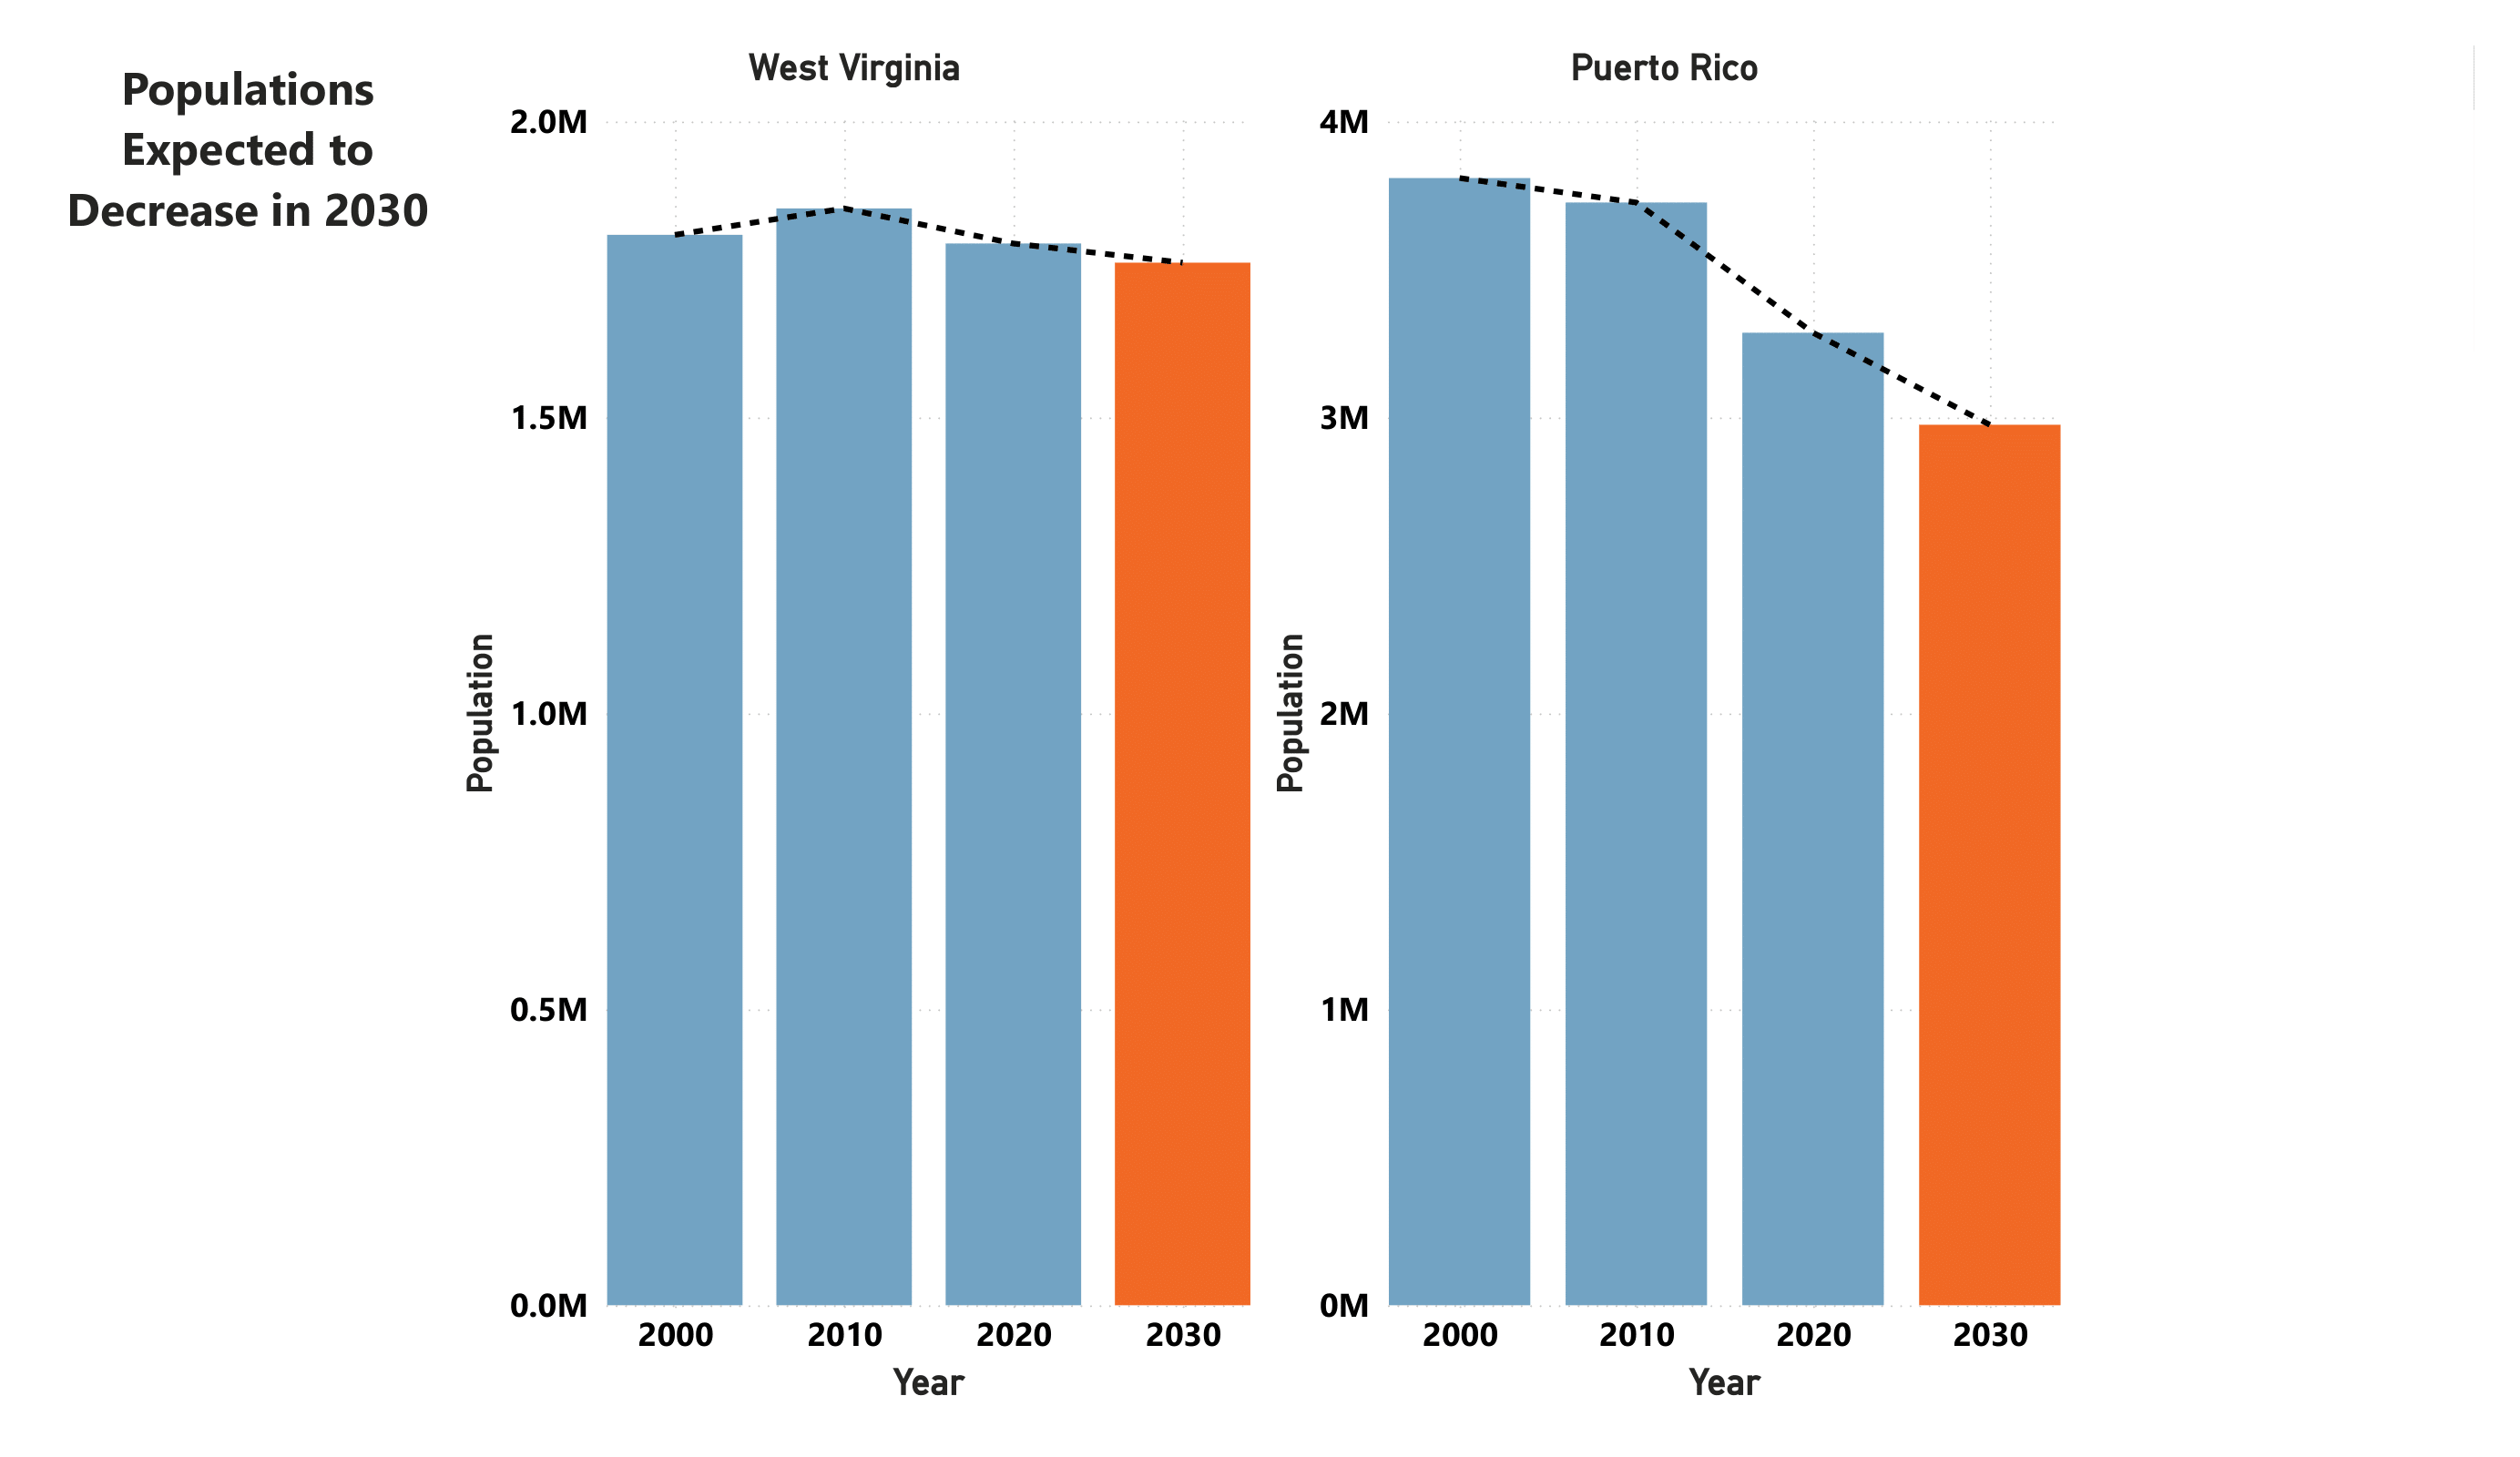 Populations
Expected to
Decrease in 2030
West Virginia
2.0M
1.5M
1.0M
0.5M
0.0M
Population
2000 2010 2020 2030
Year
Puerto Rico
4M
3M
2M
1M
0M
Population
2000 2010 2020 2030
Year